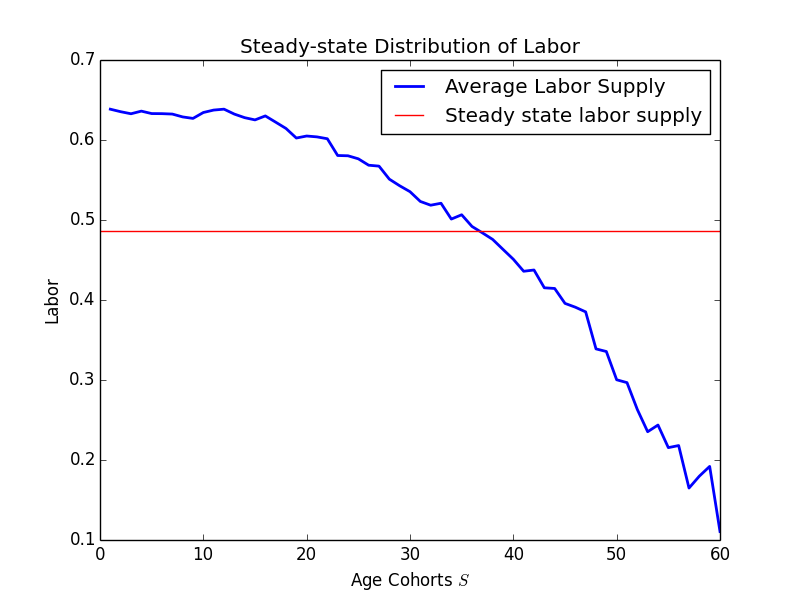 Steady-state Distribution of Labor
Average Labor Supply
Steady state labor supply
Labor
0.7
0.6
0.5
0.4
0.3
0.2
0.1
0 10 20 30 40 50 60
Age Cohorts S